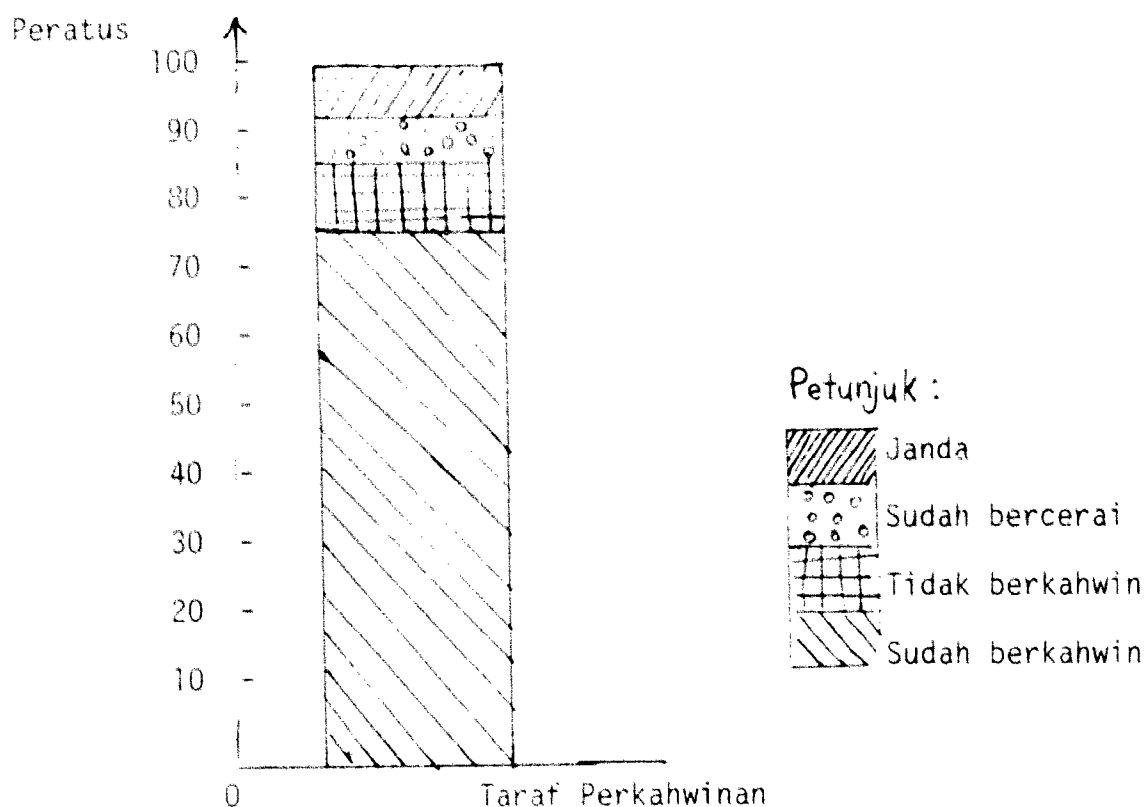 Peratus
100
90
80
70
60
50
40
30
20
10
0
Taraf Perkahwinan
Petunjuk :
Janda
Sudah bercerai
Tidak berkahwin
Sudah berkahwin